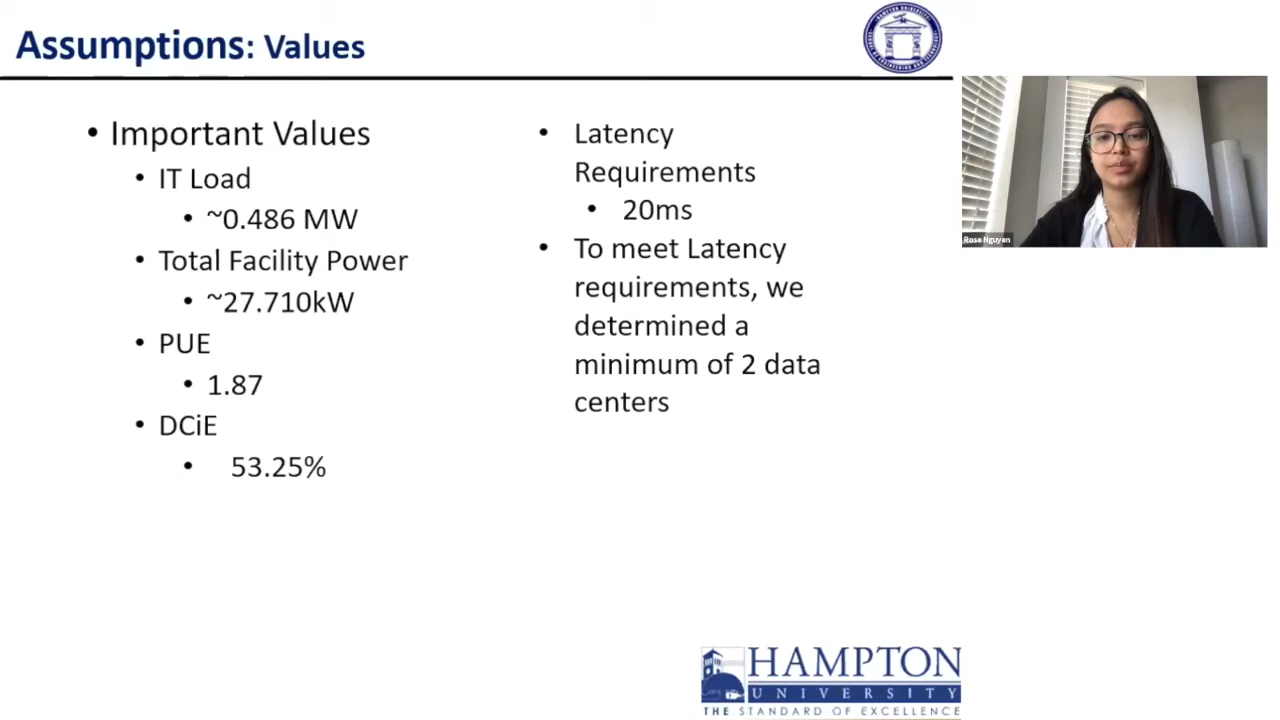 Assumptions: Values
• Important Values
• IT Load
• ~0.486 MW
• Total Facility Power
• ~27.710kW
• PUE
• 1.87
• DCiE
• 53.25%
• Latency
Requirements
• 20ms
• To meet Latency
requirements, we
determined a
minimum of 2 data
centers
Rose Nguyen
HAMPTON
UNIVERSITY
THE STANDARD OF EXCELLENCE